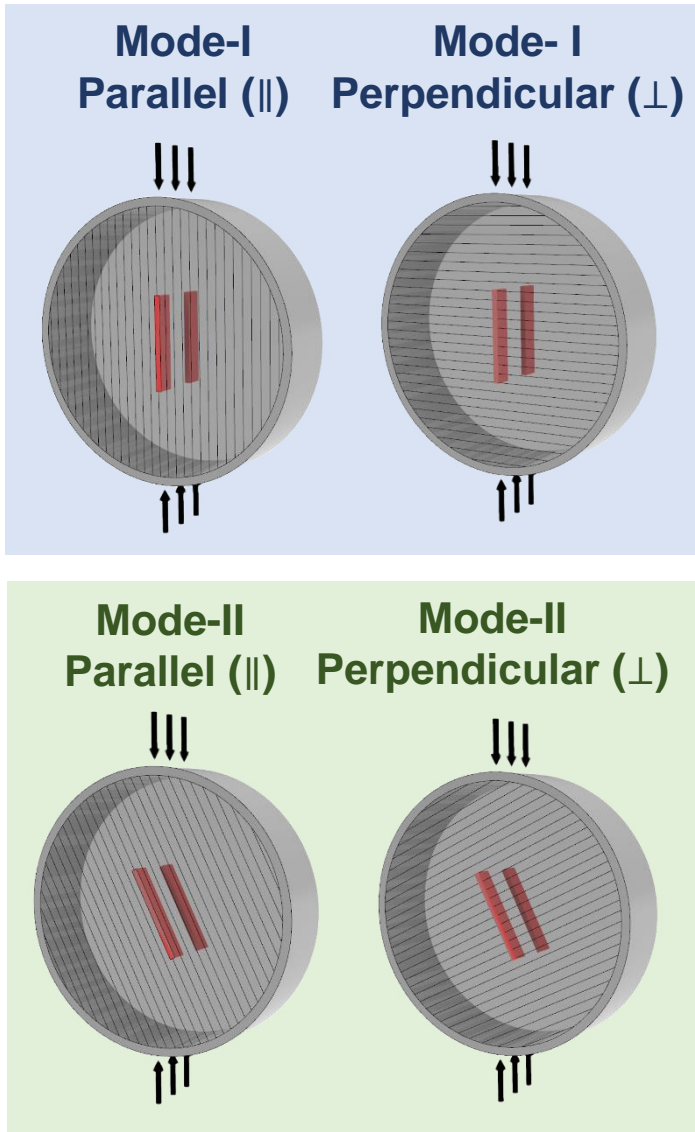 Mode-I
Parallel (∥)
Mode- I
Perpendicular (⊥)
Mode-II
Parallel (∥)
Mode-II
Perpendicular (⊥)